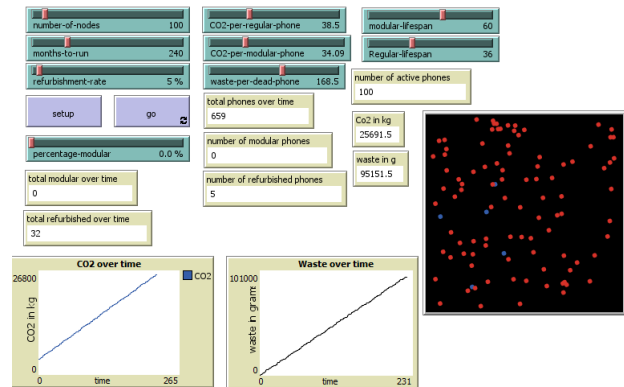 number-of-nodes 100
months-to-run 240
refurbishment-rate 5 %
CO2-per-regular-phone 38.5
CO2-per-modular-phone 34.09
waste-per-dead-phone 168.5
modular-lifespan 60
Regular-lifespan 36
number of active phones
100
setup
go
total phones over time
659
Co2 in kg
25691.5
percentage-modular 0.0 %
number of modular phones
0
waste in g
95151.5
total modular over time
0
number of refurbished phones
5
total refurbished over time
32
CO2 over time
26800
CO2 in kg
0
0
time
265
CO2
Waste over time
101000
waste in gram
0
0
time
231